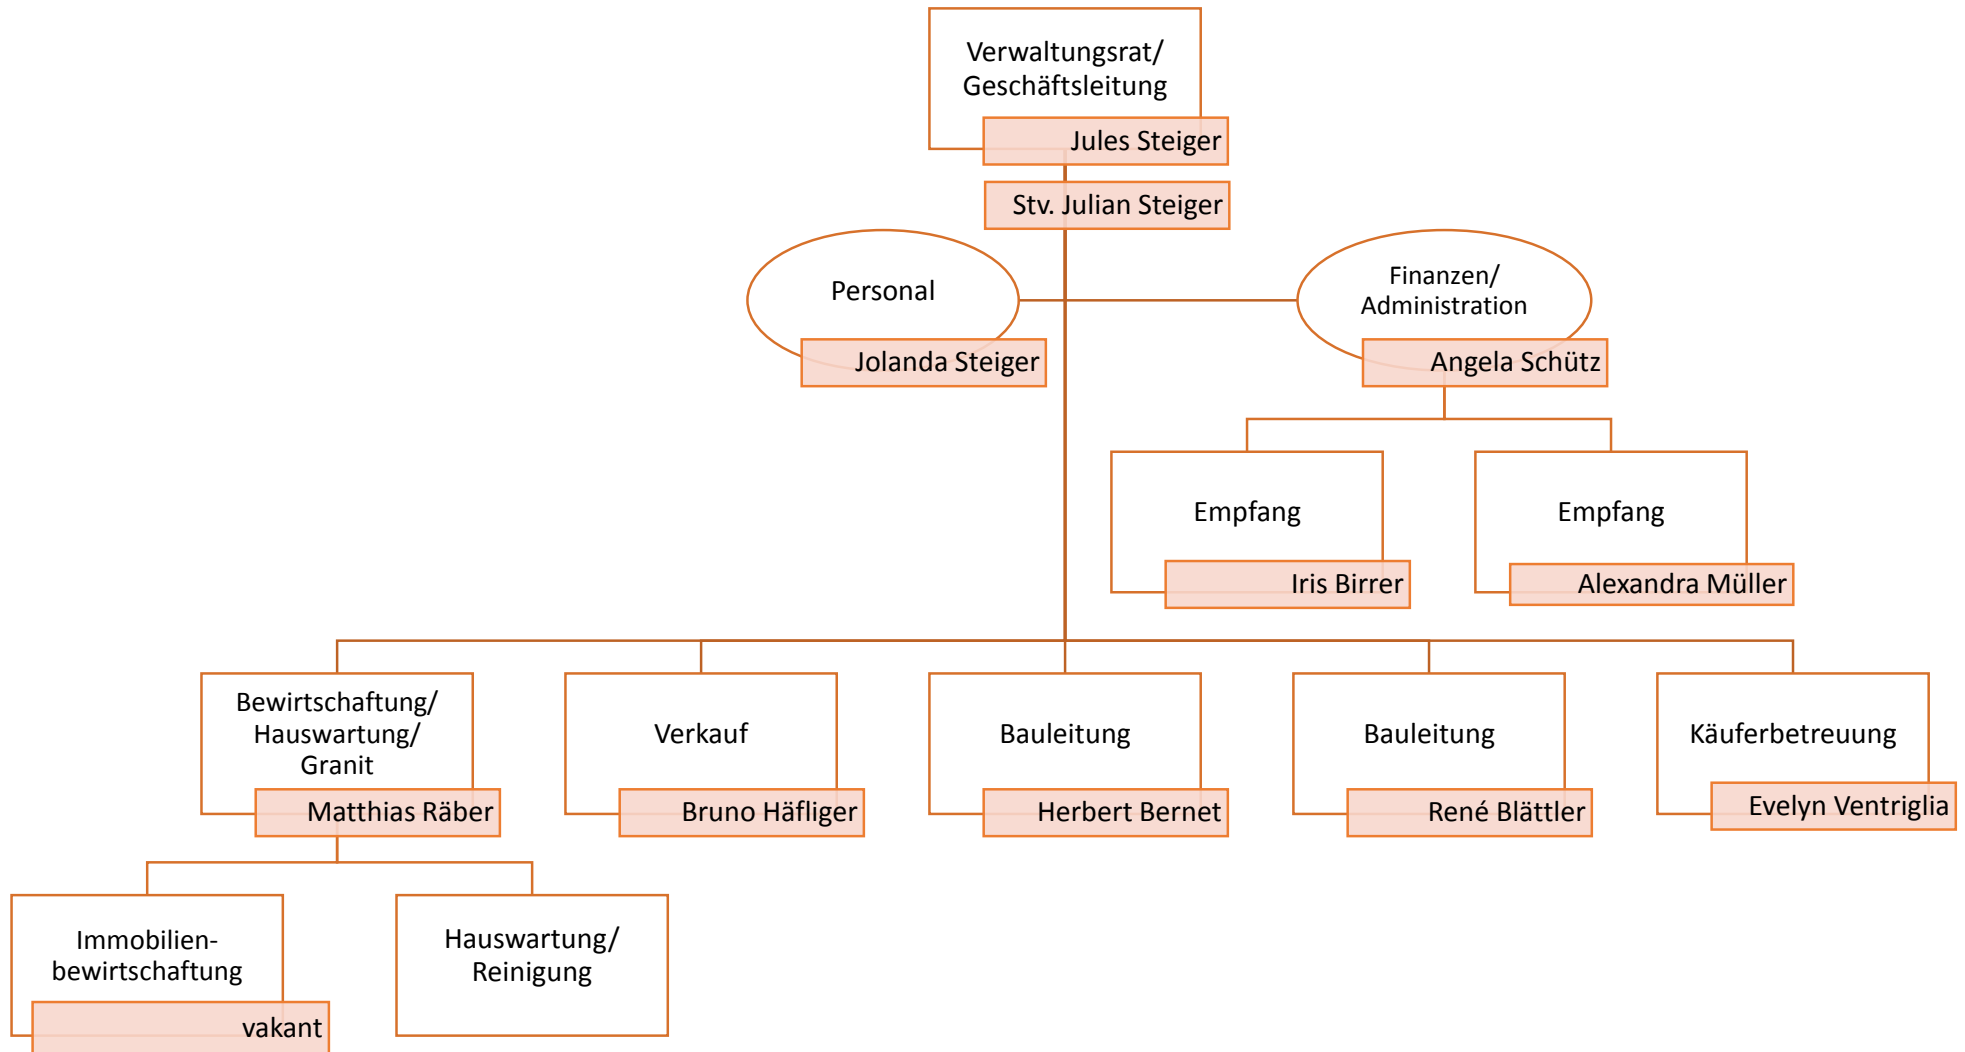 Verwaltungsrat/
Geschäftsleitung
Jules Steiger
Stv. Julian Steiger
Personal
Jolanda Steiger
Finanzen/
Administration
Angela Schütz
Empfang
Iris Birrer
Empfang
Alexandra Müller
Bewirtschaftung/
Hauswartung/
Granit
Matthias Räber
Verkauf
Bruno Häfliger
Bauleitung
Herbert Bernet
Bauleitung
René Blättler
Käuferbetreuung
Evelyn Ventriglia
Immobilien-
bewirtschaftung
vakant
Hauswartung/
Reinigung